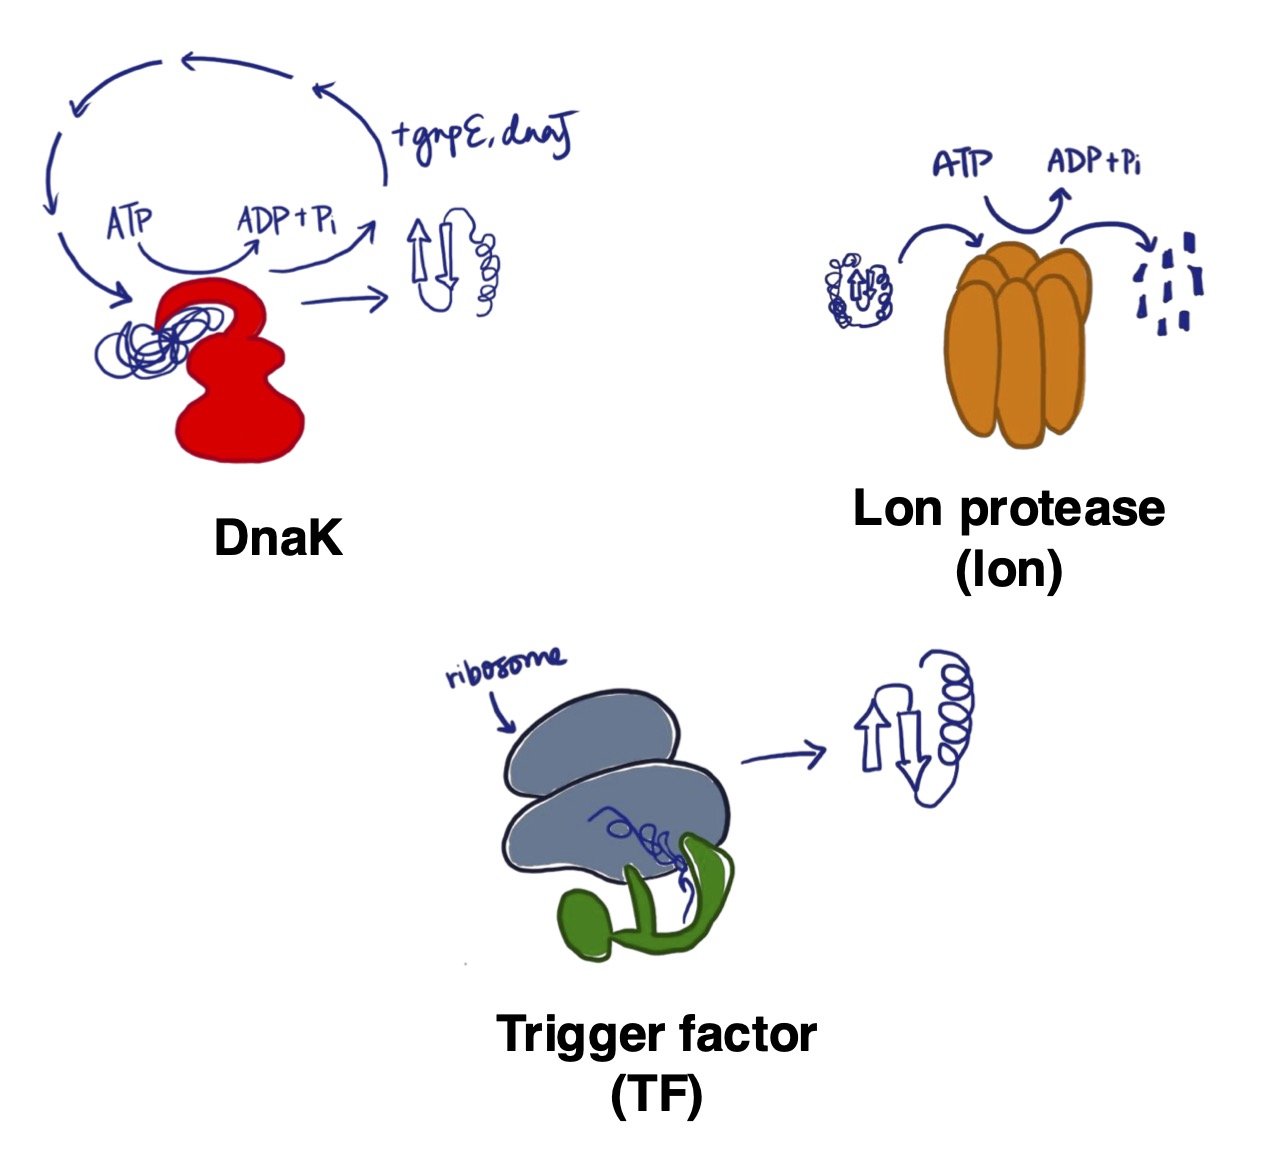 +grpE, dnaJ
ATP
ADP+Pi
DnaK
ATP
ADP+Pi
Lon protease
(lon)
ribosome
Trigger factor
(TF)